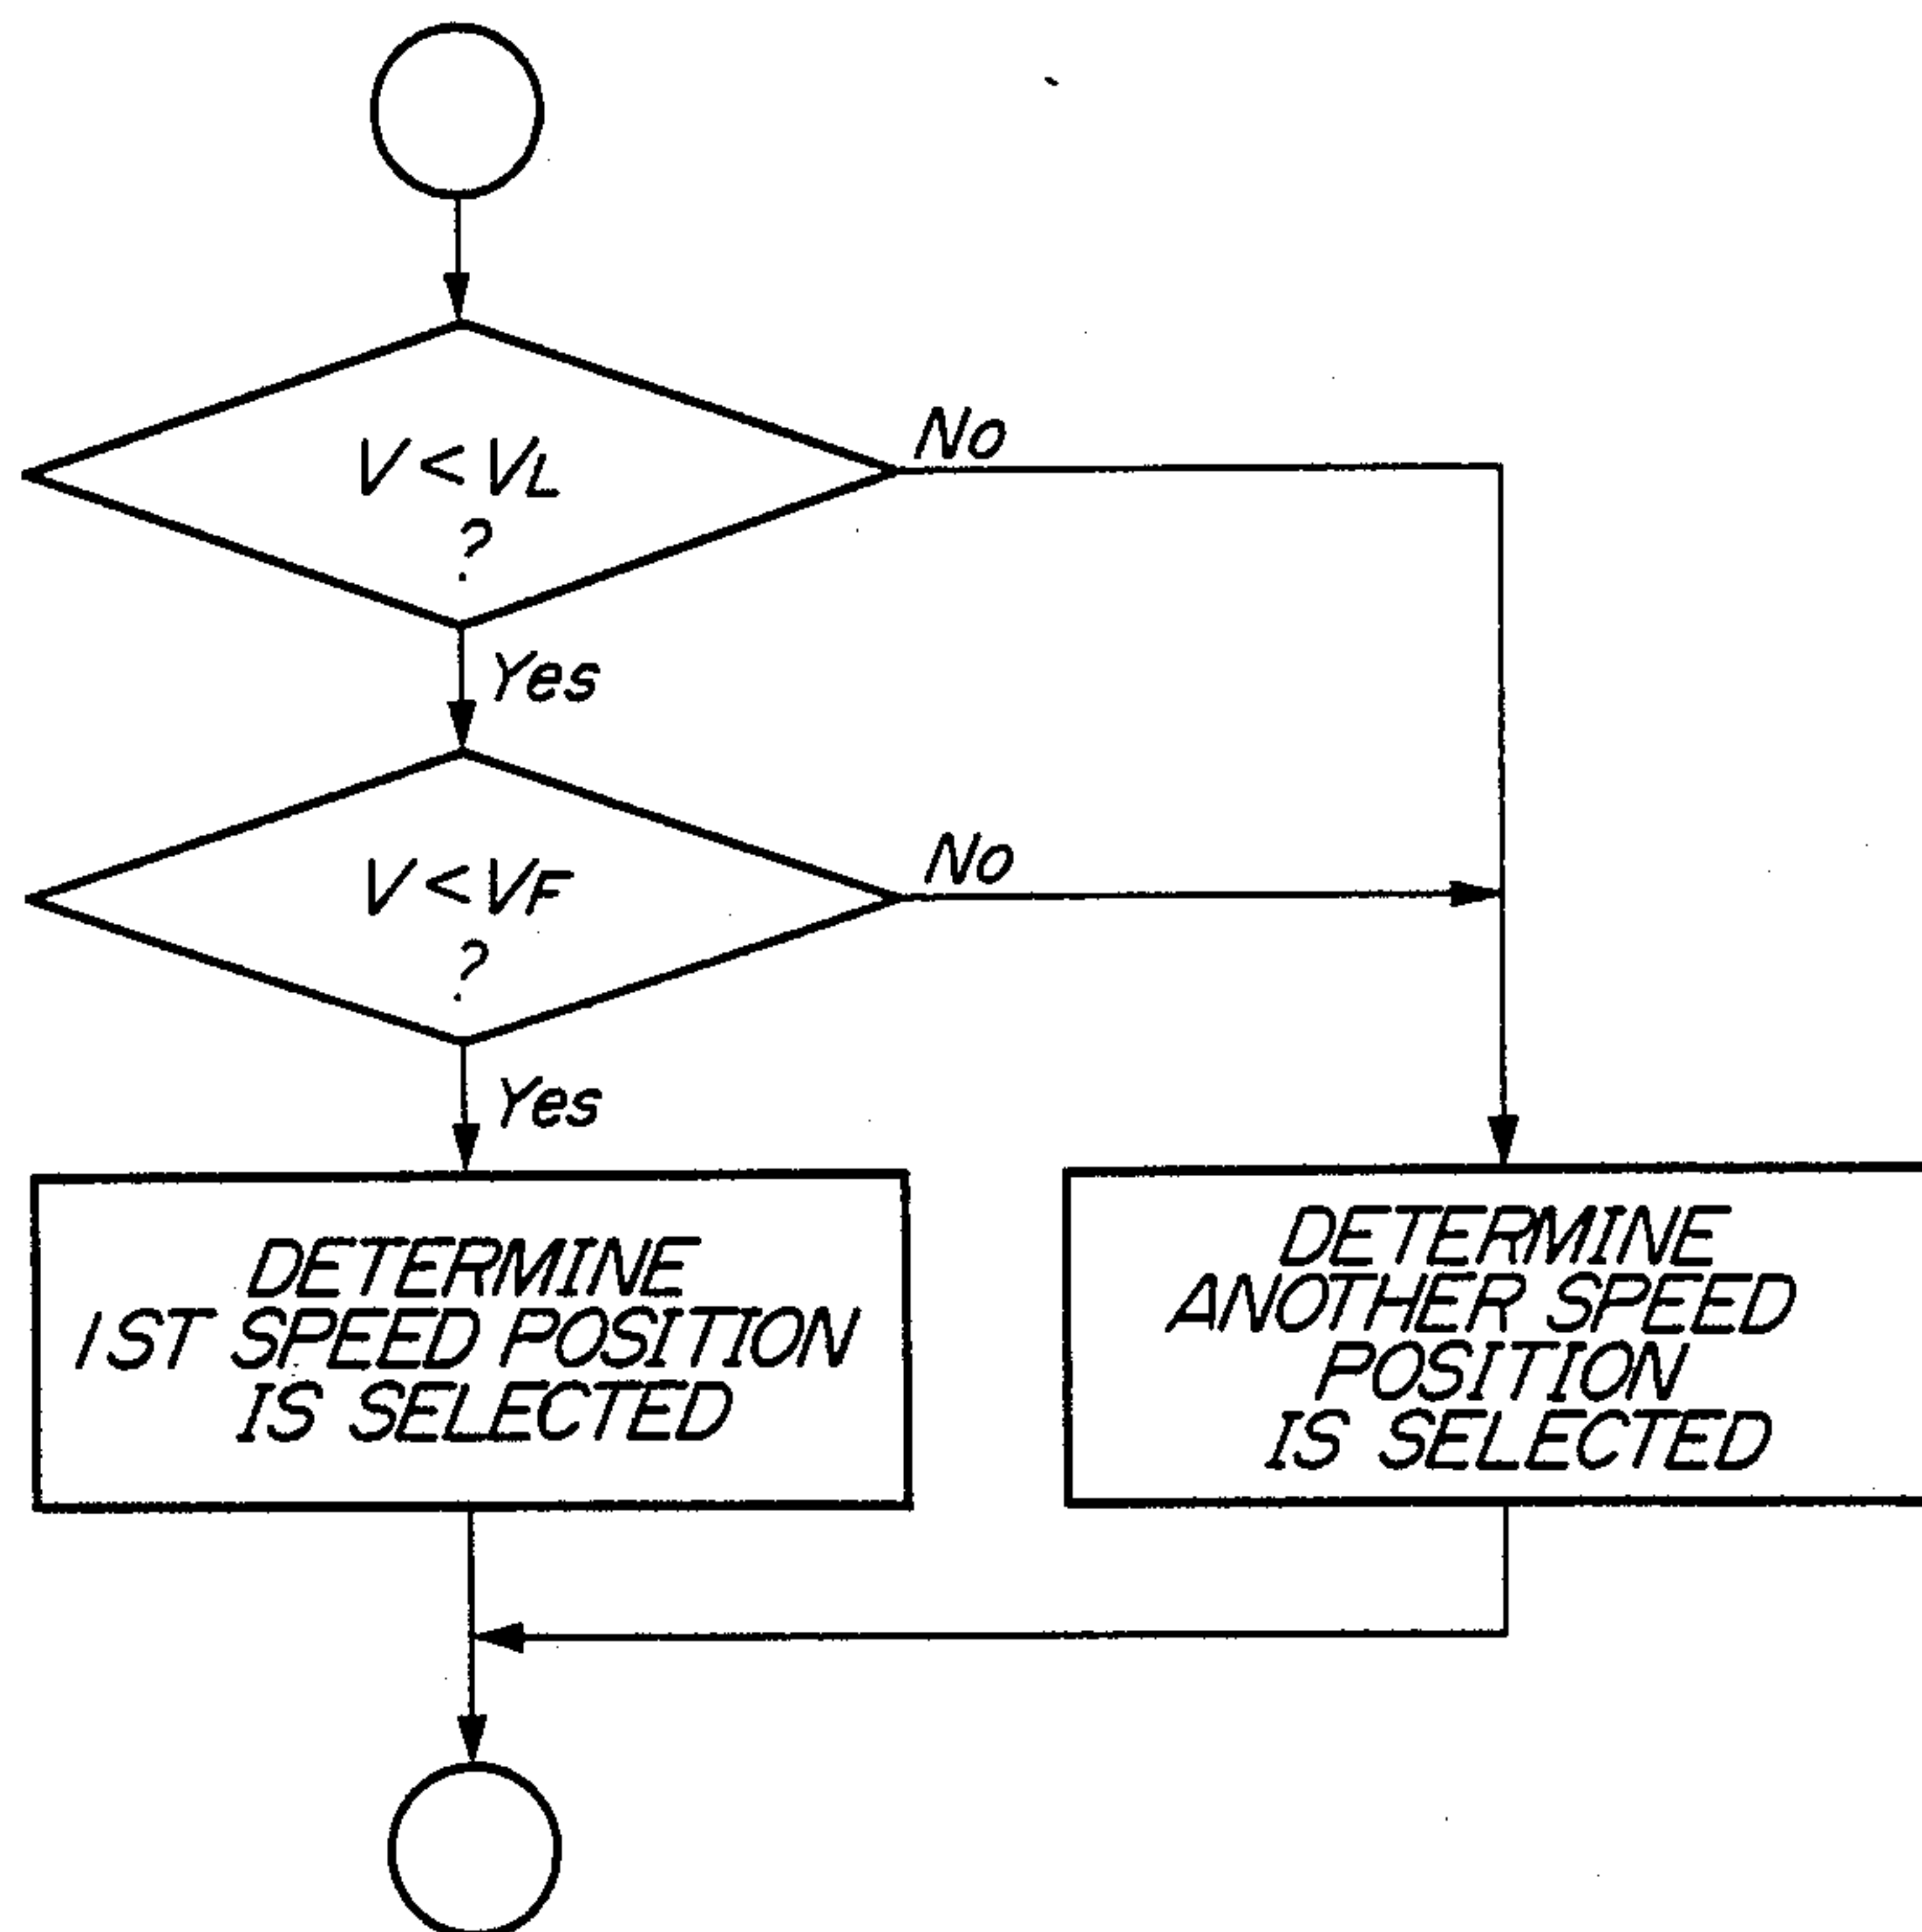 V<VL
?
No
Yes
V<VF
?
No
Yes
DETERMINE
1ST SPEED POSITION
IS SELECTED
DETERMINE
ANOTHER SPEED
POSITION
IS SELECTED